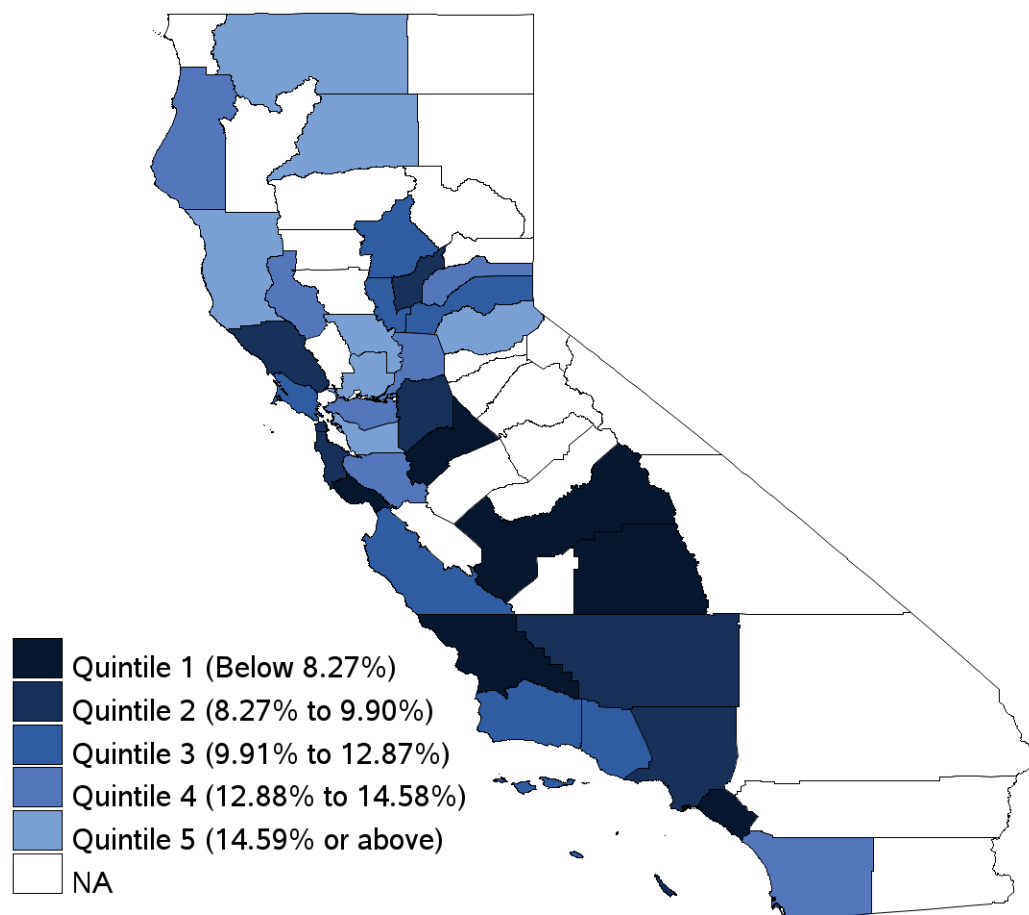 Quintile 1 (Below 8.27%)
Quintile 2 (8.27% to 9.90%)
Quintile 3 (9.91% to 12.87%)
Quintile 4 (12.88% to 14.58%)
Quintile 5 (14.59% or above)
NA